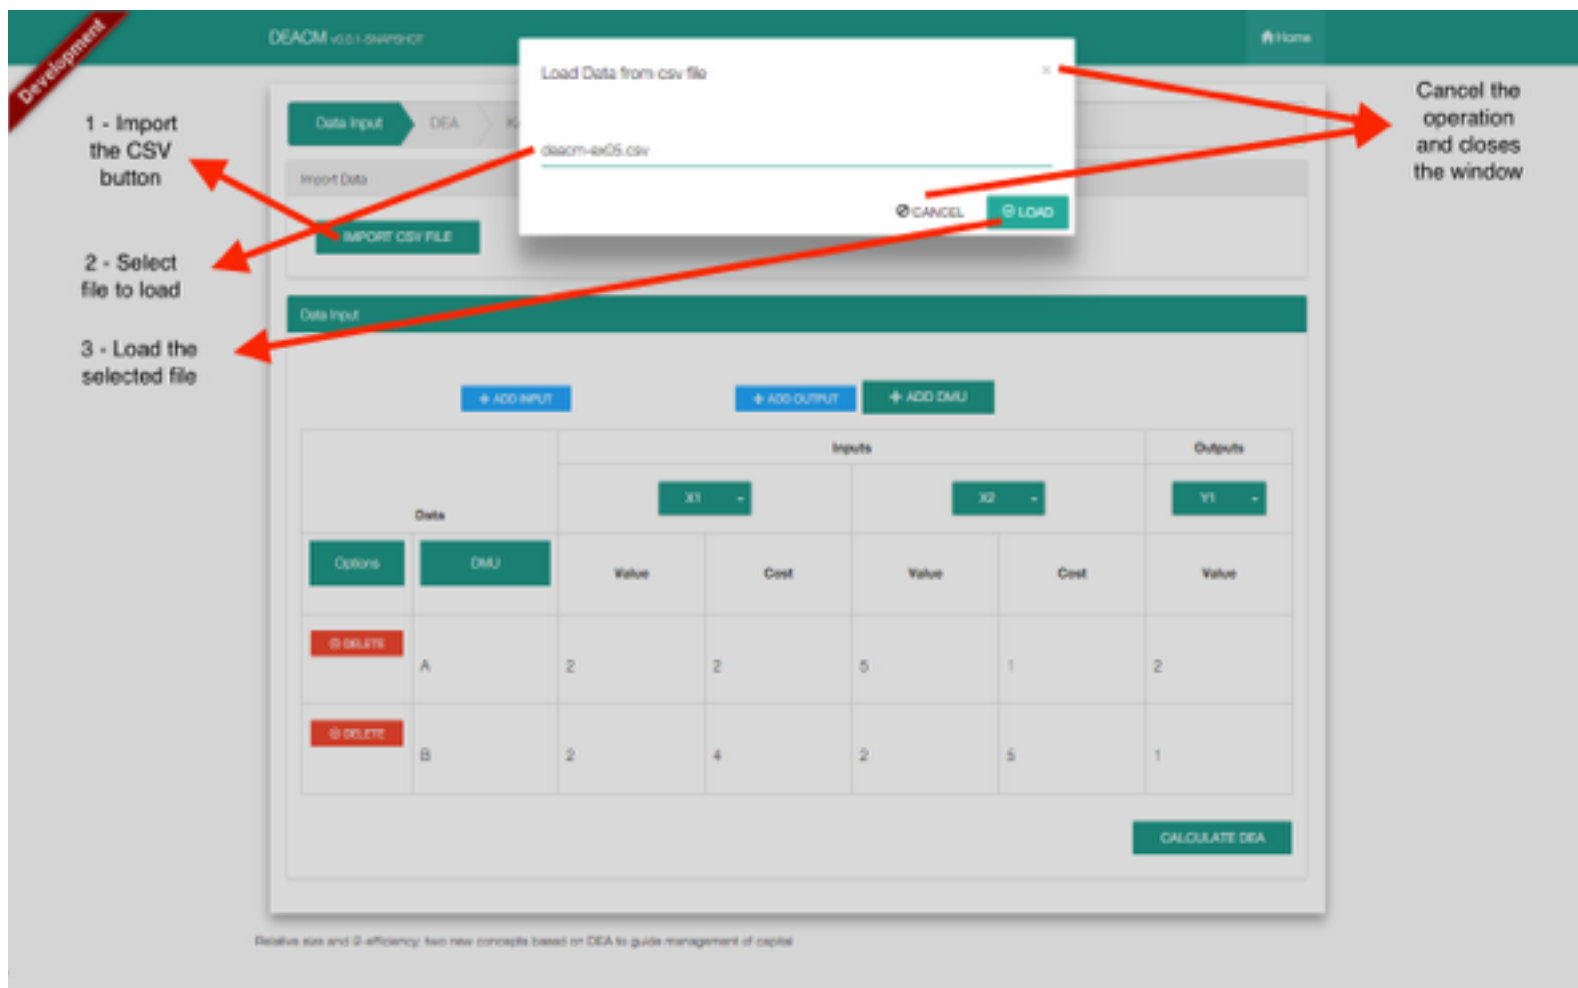 Development
DEACM v0.0.1-SNAPSHOT
Home
Load Data from csv file
×
deacm-ex05.csv
CANCEL
LOAD
Cancel the
operation
and closes
the window
1 - Import
the CSV
button
2 - Select
file to load
3 - Load the
selected file
Data Input
DEA
Import Data
IMPORT CSV FILE
Data Input
+ ADD INPUT
+ ADD OUTPUT
+ ADD DMU
Inputs
Outputs
Data
X1
X2
Y1
Options
DMU
Value
Cost
Value
Cost
Value
DELETE
A
2
2
5
1
2
DELETE
B
2
4
2
5
1
CALCULATE DEA
Relative size and I2-efficiency: two new concepts based on DEA to guide management of capital